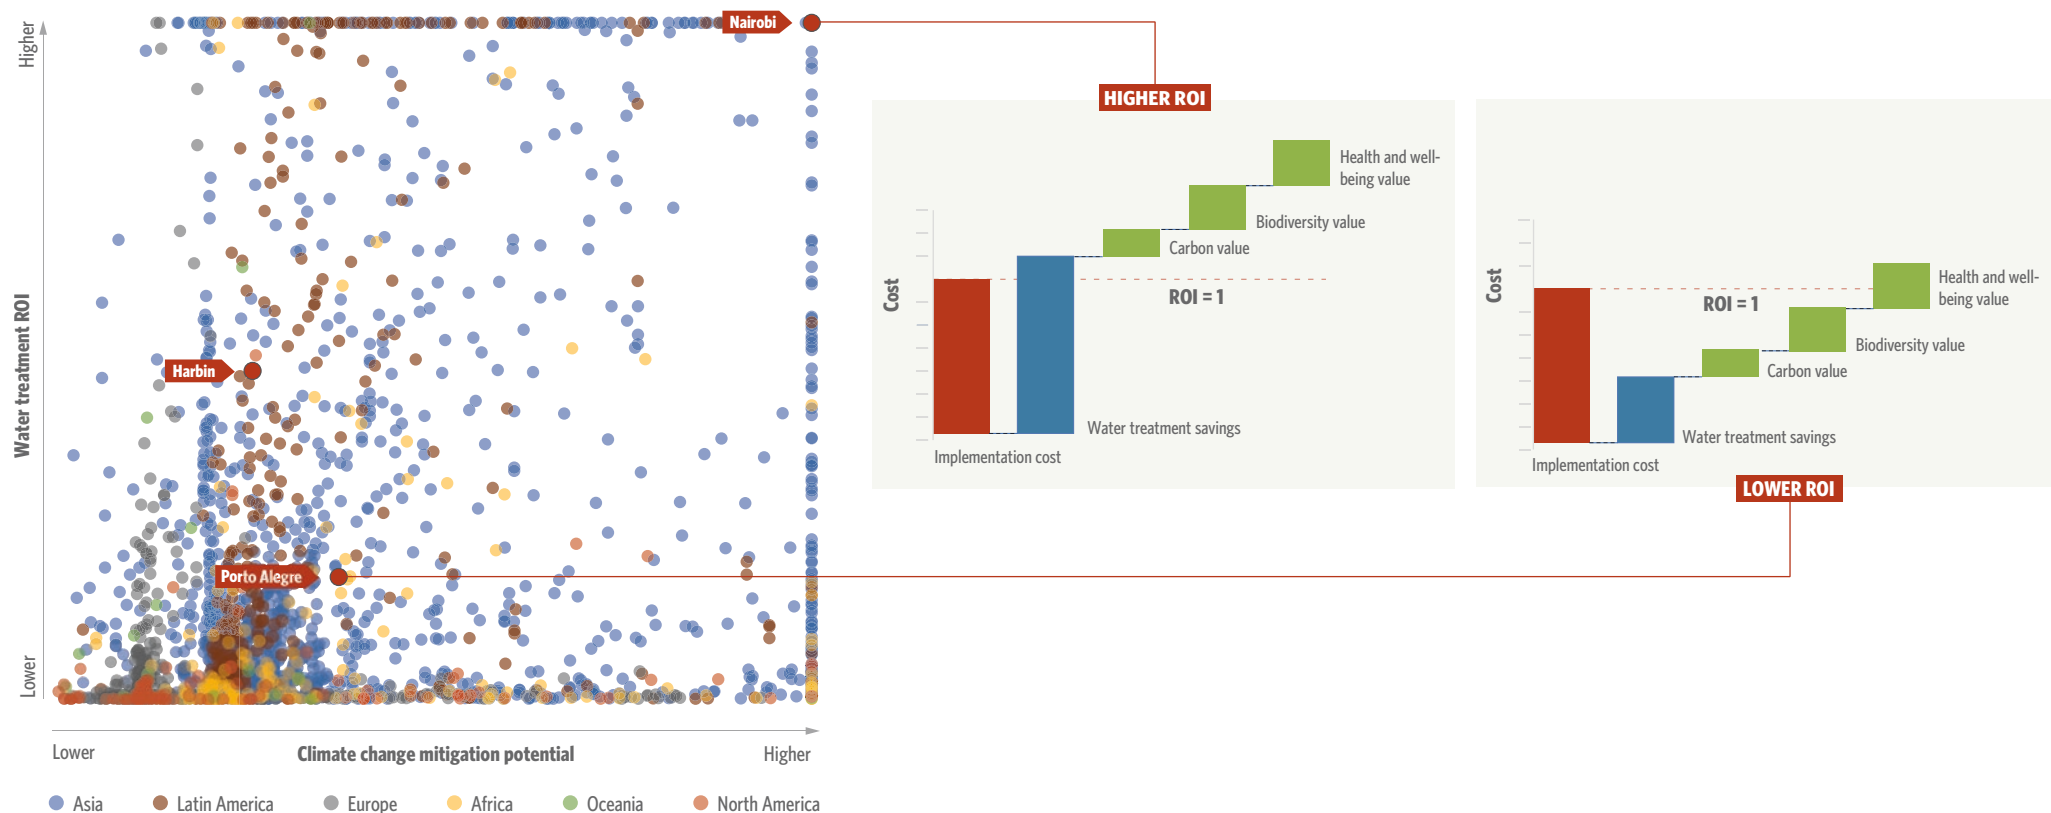 Higher
Water treatment ROI
Lower
Nairobi
Harbin
Porto Alegre
Lower
Climate change mitigation potential
Higher
Asia
Latin America
Europe
Africa
Oceania
North America
HIGHER ROI
Cost
Health and well-
being value
Biodiversity value
Carbon value
ROI = 1
Water treatment savings
Implementation cost
Cost
Health and well-
being value
ROI = 1
Biodiversity value
Carbon value
Water treatment savings
Implementation cost
LOWER ROI